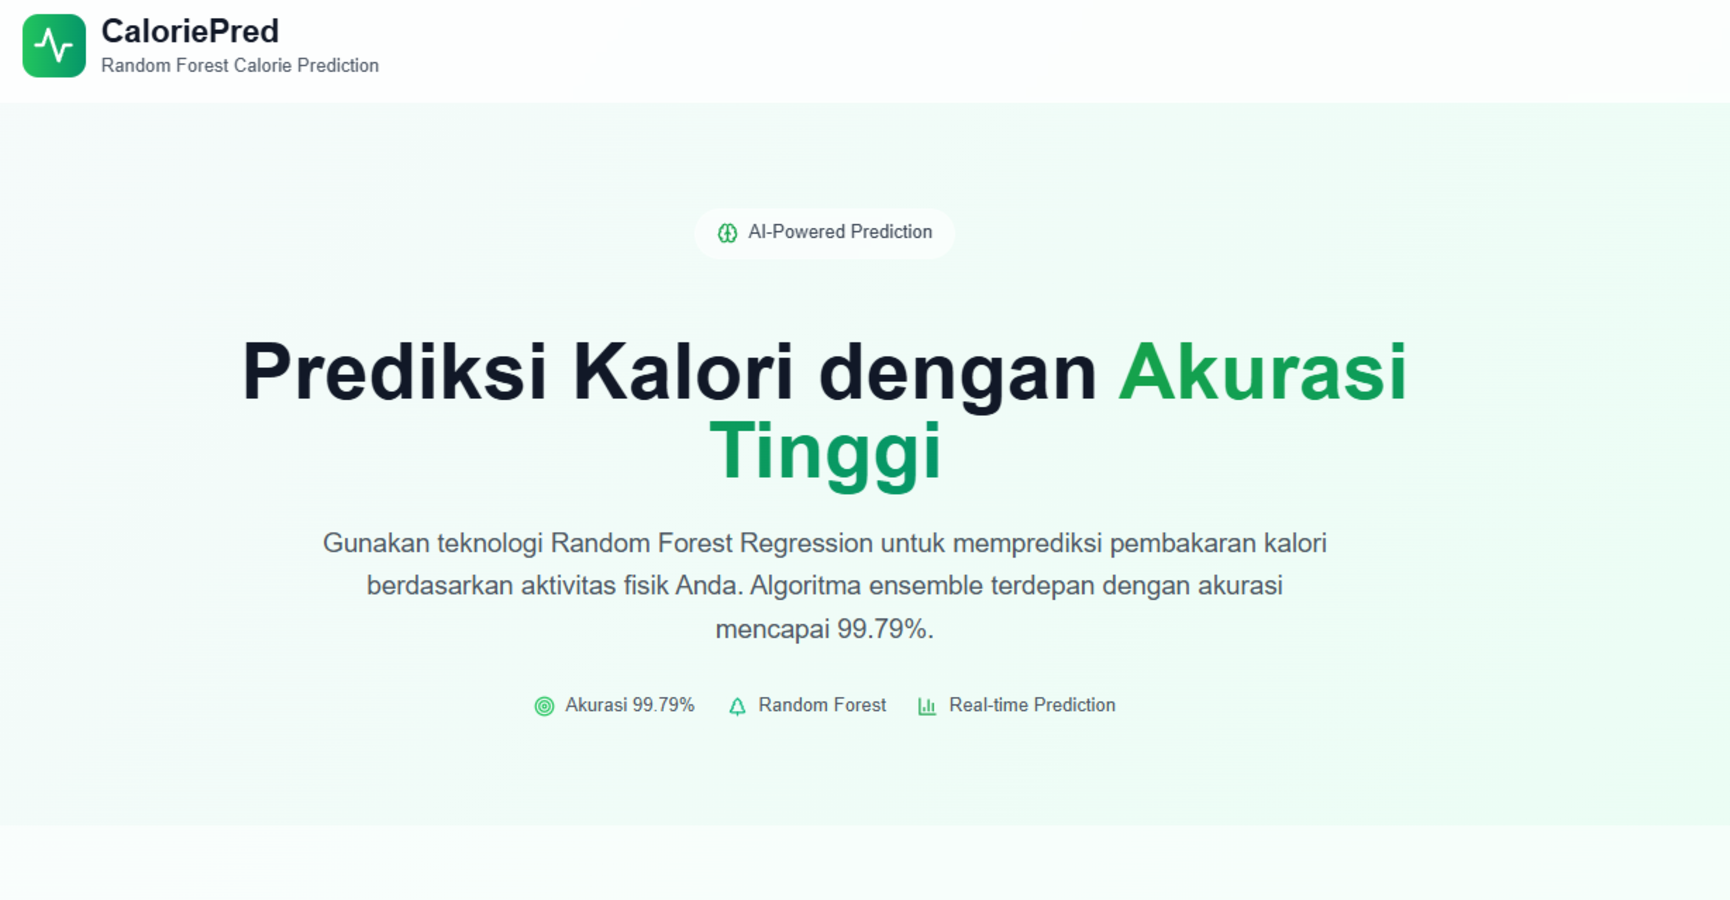 CaloriePred
Random Forest Calorie Prediction
AI-Powered Prediction
Prediksi Kalori dengan Akurasi
Tinggi
Gunakan teknologi Random Forest Regression untuk memprediksi pembakaran kalori
berdasarkan aktivitas fisik Anda. Algoritma ensemble terdepan dengan akurasi
mencapai 99.79%.
Akurasi 99.79% Random Forest Real-time Prediction